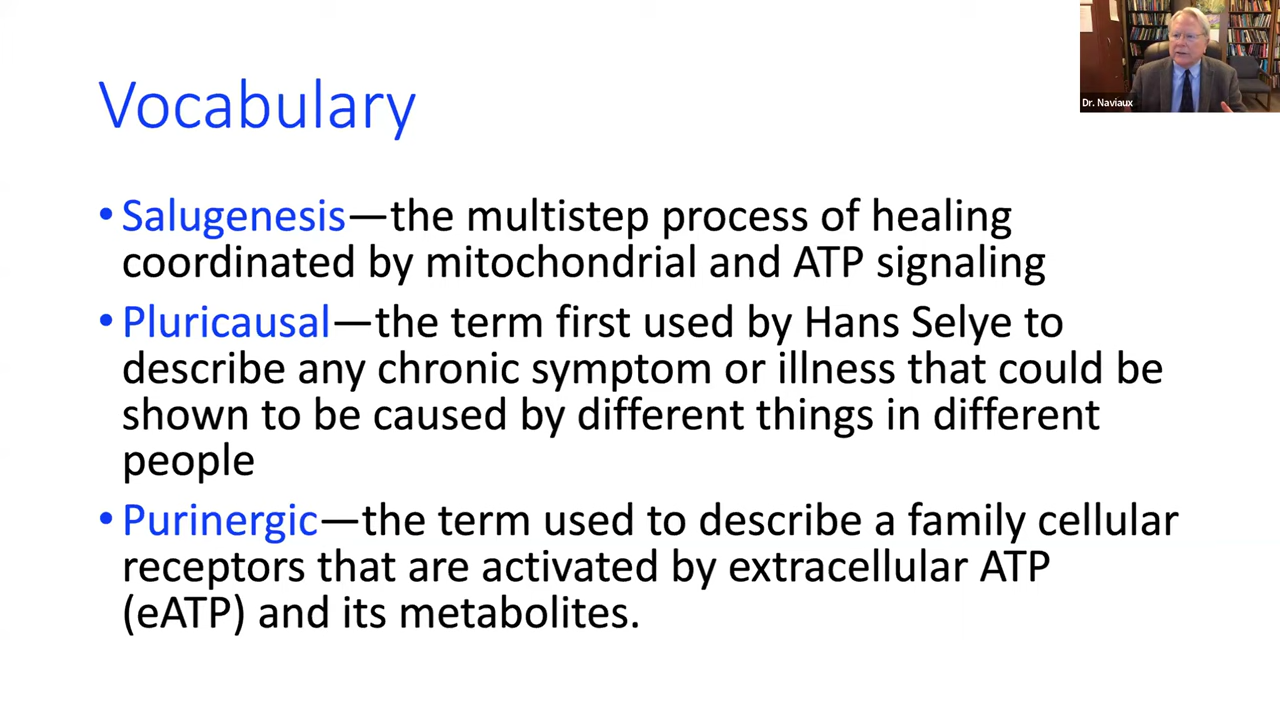 Vocabulary
Dr. Naviaux
•Salugenesis—the multistep process of healing
coordinated by mitochondrial and ATP signaling
•Pluricausal—the term first used by Hans Selye to
describe any chronic symptom or illness that could be
shown to be caused by different things in different
people
•Purinergic—the term used to describe a family cellular
receptors that are activated by extracellular ATP
(eATP) and its metabolites.